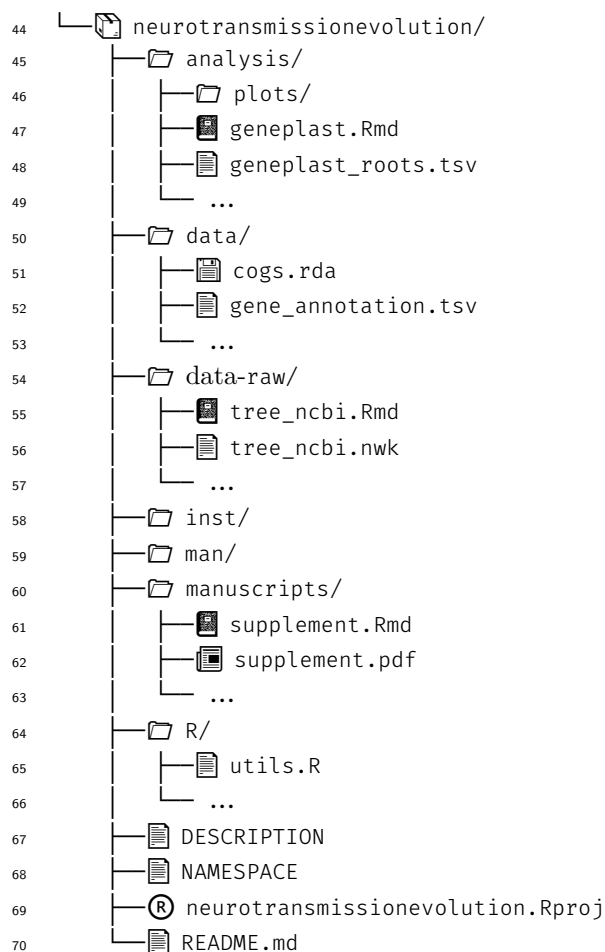 44 neurotransmissionevolution/
45 analysis/
46 plots/
47 geneplast.Rmd
48 geneplast_roots.tsv
49 ...
50 data/
51 cogs.rda
52 gene_annotation.tsv
53 ...
54 data-raw/
55 tree_ncbi.Rmd
56 tree_ncbi.nwk
57 ...
58 inst/
59 man/
60 manuscripts/
61 supplement.Rmd
62 supplement.pdf
63 ...
64 R/
65 utils.R
66 ...
67 DESCRIPTION
68 NAMESPACE
69 ® neurotransmissionevolution.Rproj
70 README.md